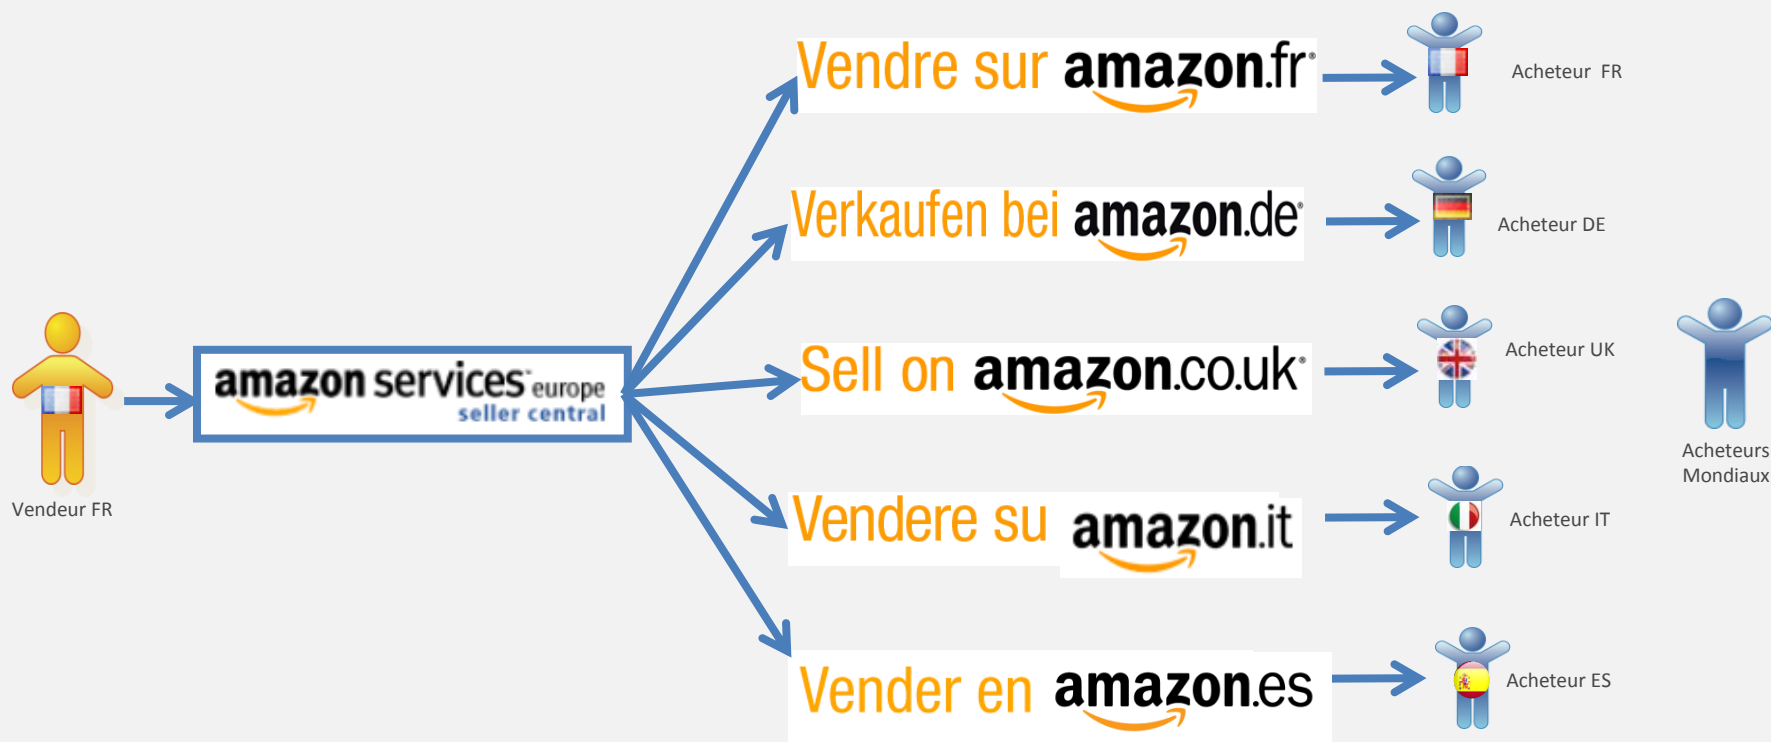 Vendre sur amazon.fr
Acheteur FR
Verkaufen bei amazon.de
Acheteur DE
Sell on amazon.co.uk
Acheteur UK
amazon services europe
seller central
Acheteurs
Mondiaux
Vendeur FR
Vendere su amazon.it
Acheteur IT
Vender en amazon.es
Acheteur ES